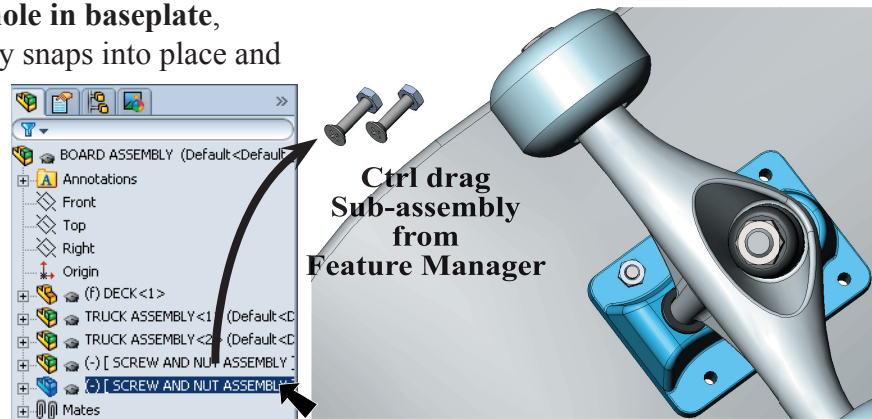 hole in baseplate,
y snaps into place and
»
BOARD ASSEMBLY (Default<Default
A Annotations
Front
Top
Right
Origin
(f) DECK<1>
TRUCK ASSEMBLY<1> (Default<D
TRUCK ASSEMBLY<2> (Default<D
(-) [ SCREW AND NUT ASSEMBLY ]
(-) [ SCREW AND NUT ASSEMBLY
Mates
Ctrl drag
Sub-assembly
from
Feature Manager